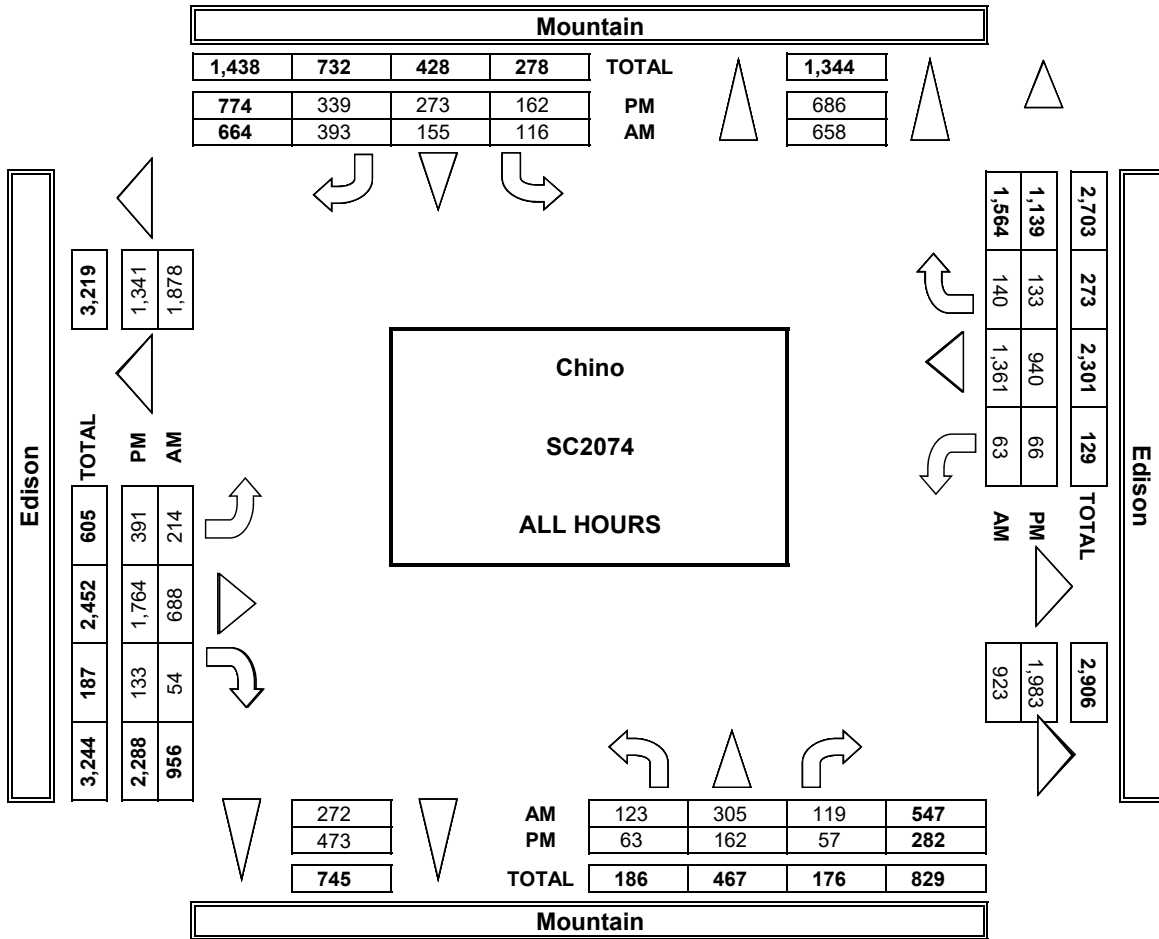 Mountain
1,438 732 428 278 TOTAL 1,344
774 339 273 162 PM 686
664 393 155 116 AM 658
Edison
3,219
1,341
1,878
TOTAL
PM
AM
605 2,452 187 3,244
391 1,764 133 2,288
214 688 54 956
Chino
SC2074
ALL HOURS
2,703 273 2,301 129 TOTAL 2,906
1,139 133 940 66 PM 1,983
1,564 140 1,361 63 AM 923
Edison
272 AM 123 305 119 547
473 PM 63 162 57 282
745 TOTAL 186 467 176 829
Mountain